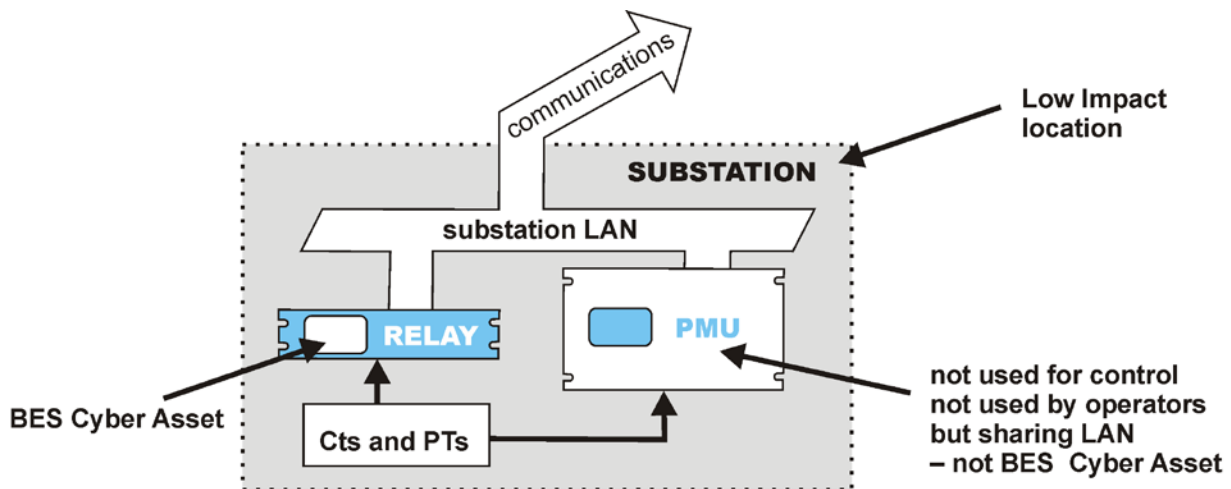 communications
Low Impact
location
SUBSTATION
substation LAN
RELAY
PMU
BES Cyber Asset
Cts and PTs
not used for control
not used by operators
but sharing LAN
– not BES Cyber Asset